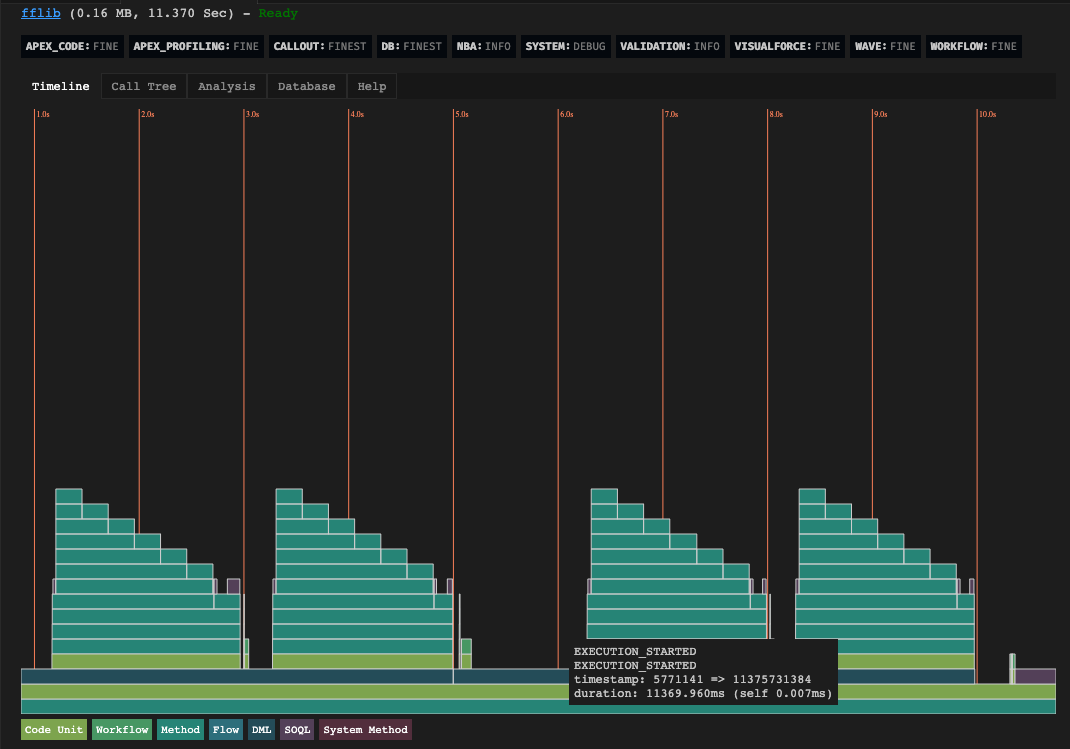 fflib (0.16 MB, 11.370 Sec) - Ready
APEX_CODE: FINE APEX_PROFILING: FINE CALLOUT: FINEST DB: FINEST NBA: INFO SYSTEM: DEBUG VALIDATION: INFO VISUALFORCE: FINE WAVE: FINE WORKFLOW: FINE
Timeline Call Tree Analysis Database Help
1.0s 2.0s 3.0s 4.0s 5.0s 6.0s 7.0s 8.0s 9.0s 10.0s
EXECUTION_STARTED
EXECUTION_STARTED
timestamp: 5771141 => 11375731384
duration: 11369.960ms (self 0.007ms)
Code Unit Workflow Method Flow DML SOQL System Method